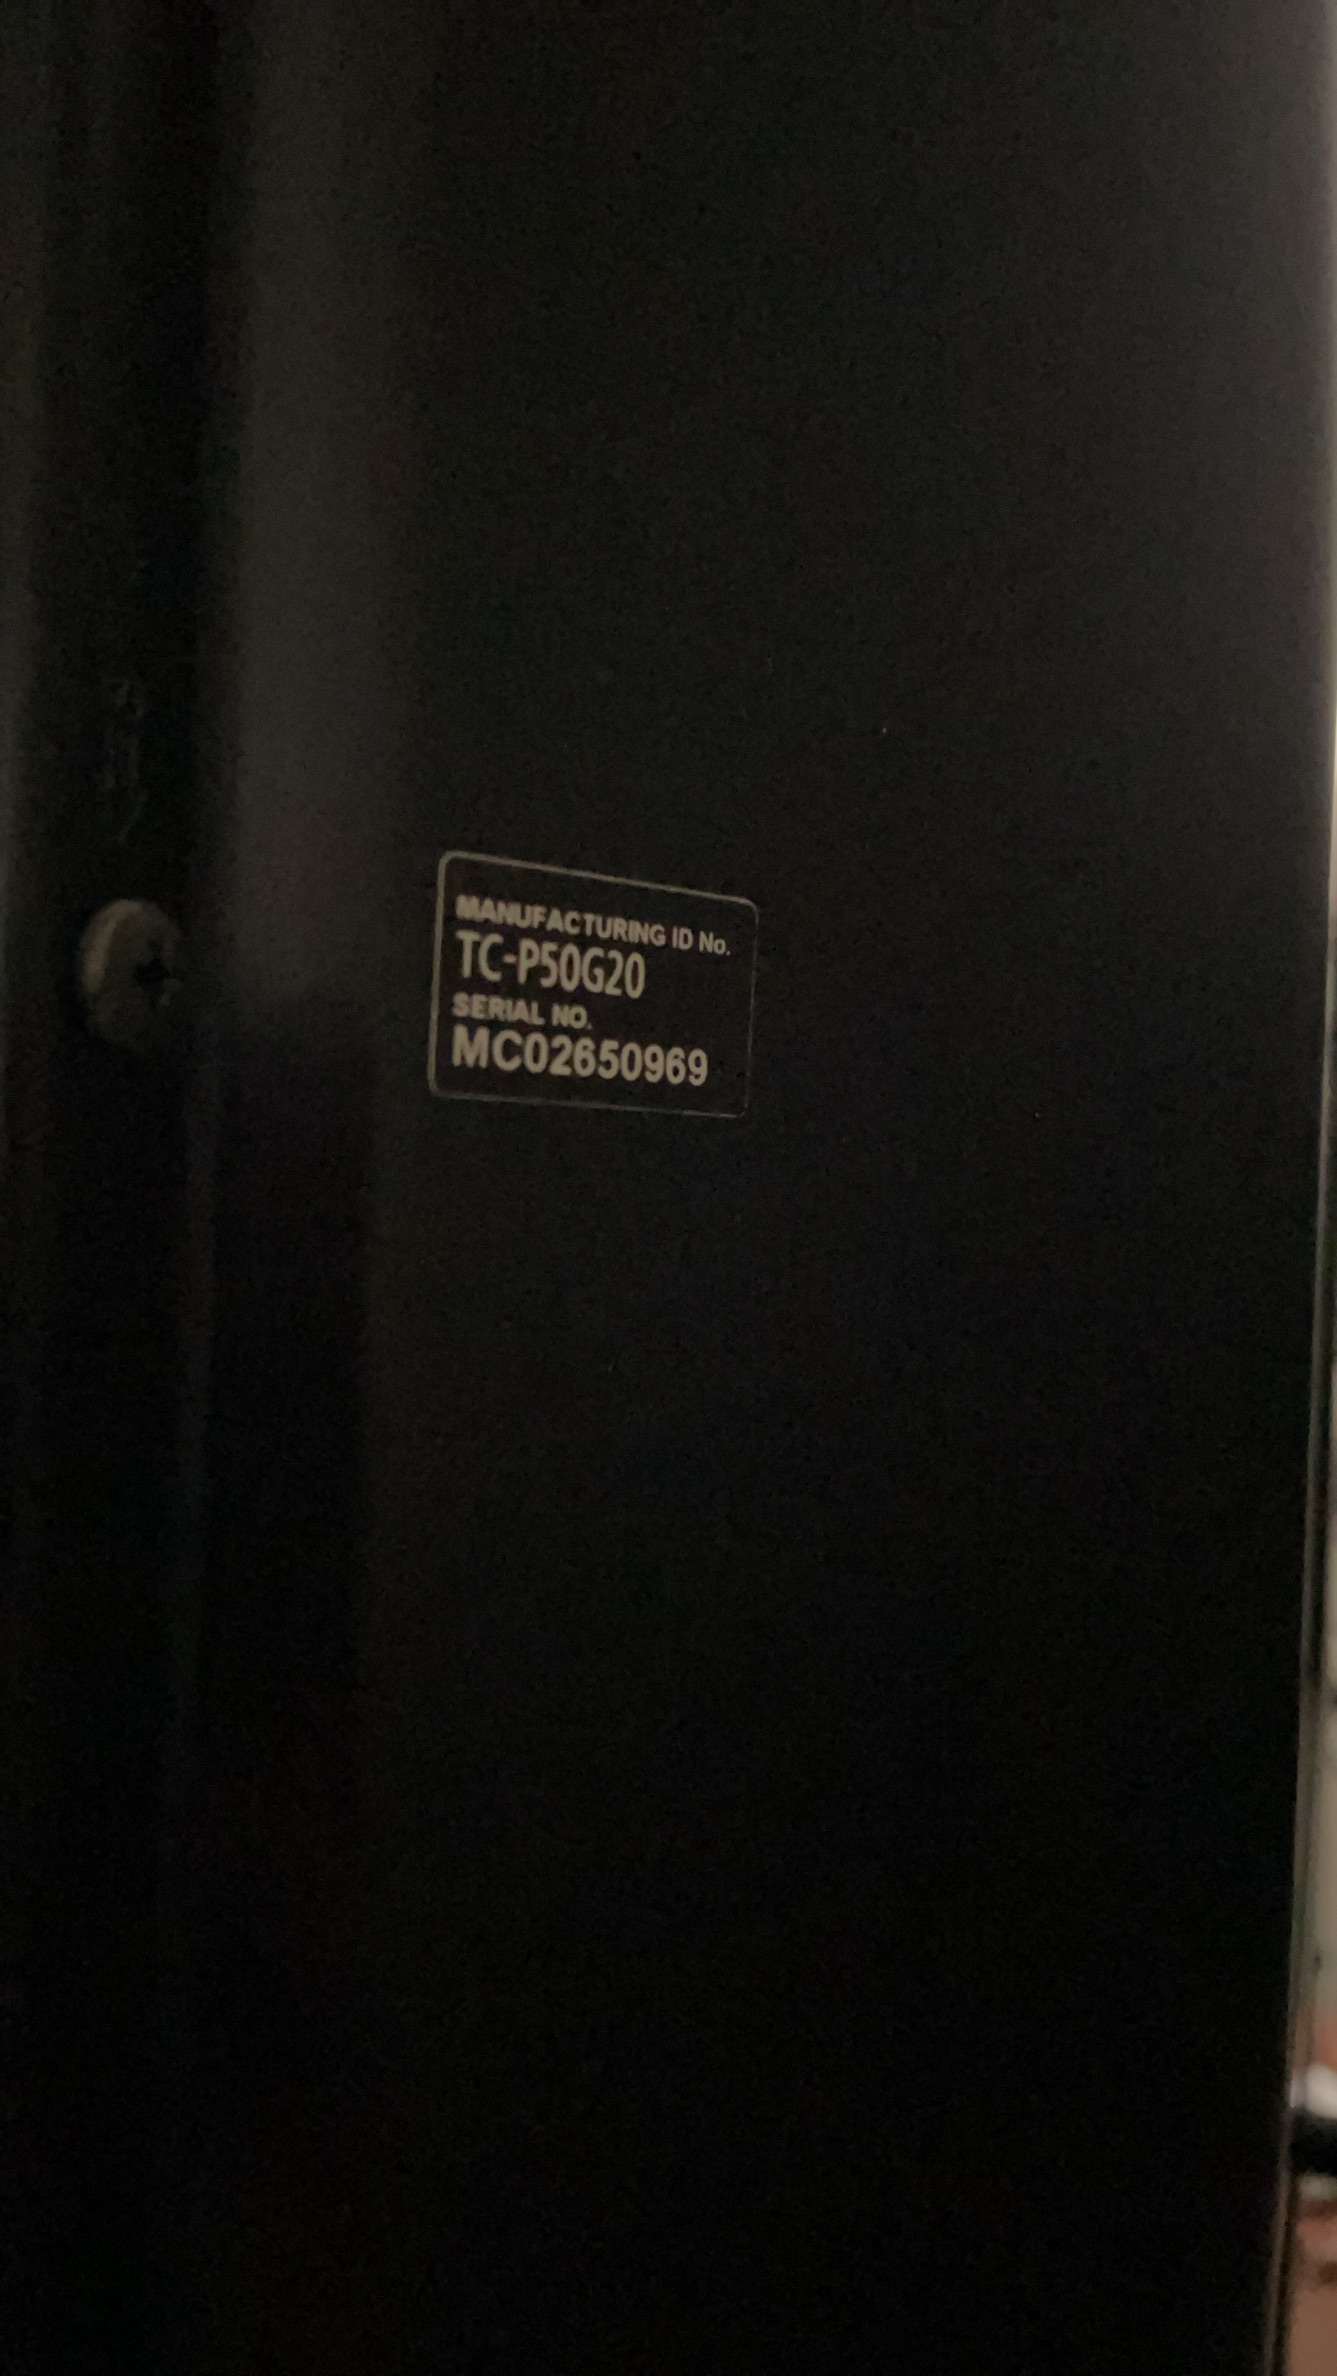 MANUFACTURING ID No.
TC-P50G20
SERIAL NO.
MC02650969